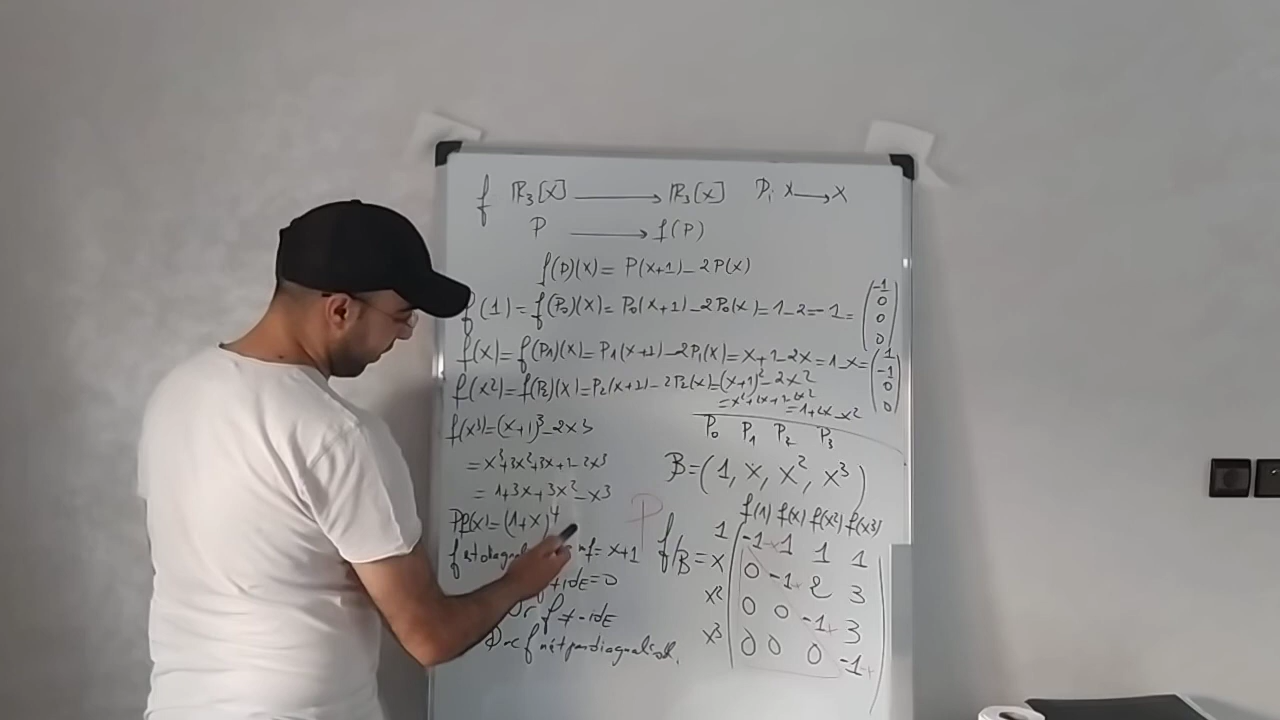 f ℝ₃[X] ⟶ ℝ₃[X] P: X ⟶ X
P ⟶ f(P)
f(P)(X) = P(X+1) - 2P(X)
f(1) = f(P₀)(X) = P₀(X+1) - 2P₀(X) = 1 - 2 = -1 = (-1 0 0 0)
f(X) = f(P1)(X) = P1(X+1) - 2P1(X) = X+1-2X = 1-X = (1 -1 0 0)
f(X²) = f(P₂)(X) = P₂(X+1) - 2P₂(X) = (X+1)² - 2X²
= X²+2X+1-2X²
= 1+2X-X²
f(X³) = (X+1)³ - 2X³
= X³+3X²+3X+1-2X³
= 1+3X+3X²-X³
P₀ P₁ P₂ P₃
B = (1, X, X², X³)
Pf(X) = (1+X)⁴
f est = X+1
+idE = 0
Or f ≠ -idE
Donc f n'est pas diagonalisable.
P
f(1) f(X) f(X²) f(X³)
f/B =
1 -1 1 1 1
X 0 -1 2 3
X² 0 0 -1 3
X³ 0 0 0 -1